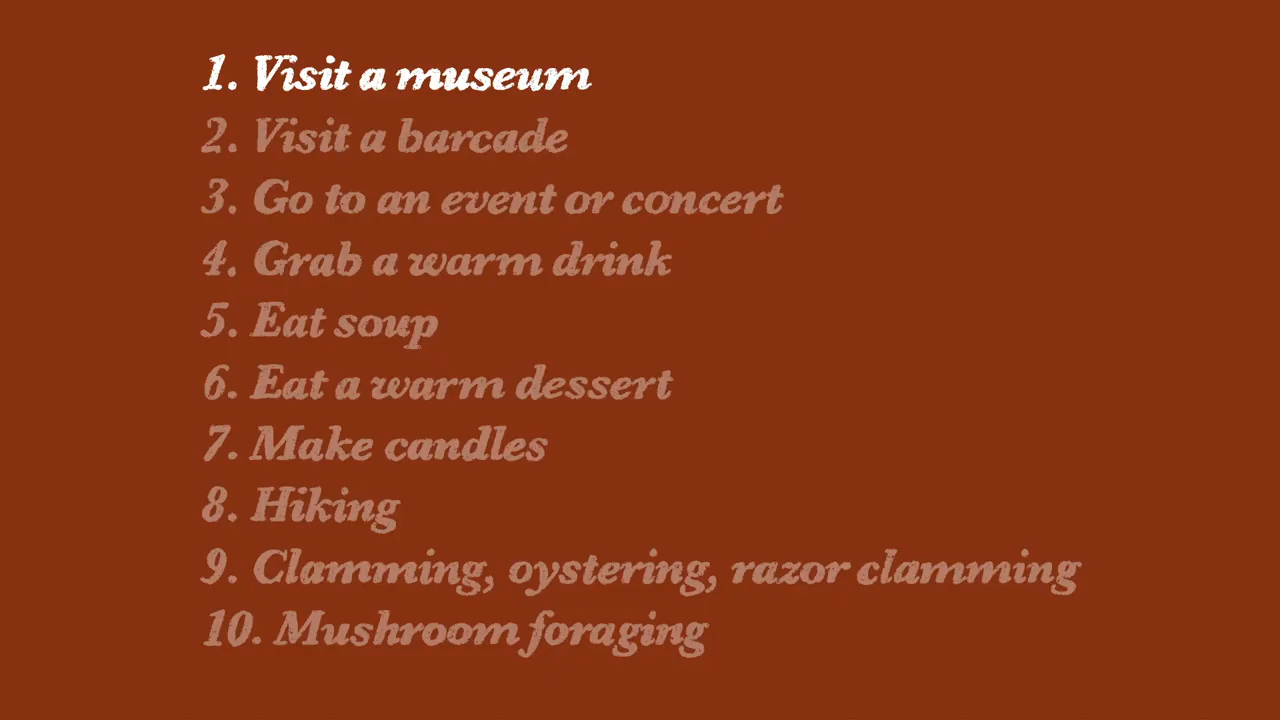 1. Visit a museum
2. Visit a barcade
3. Go to an event or concert
4. Grab a warm drink
5. Eat soup
6. Eat a warm dessert
7. Make candles
8. Hiking
9. Clamming, oystering, razor clamming
10. Mushroom foraging